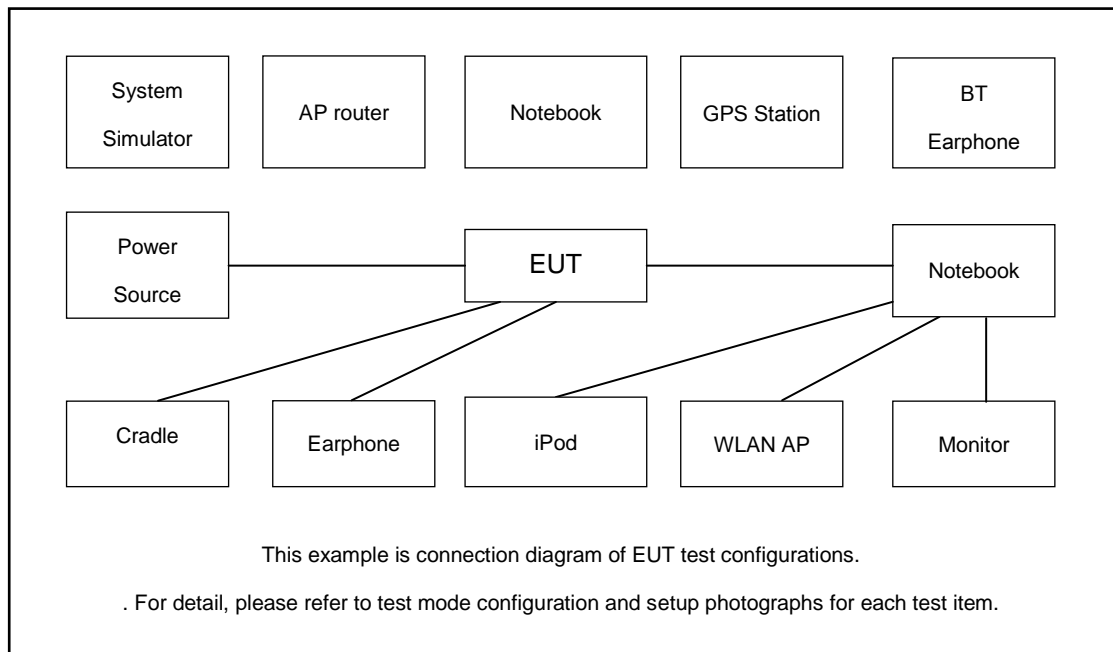 System
Simulator
AP router
Notebook
GPS Station
BT
Earphone
Power
Source
EUT
Notebook
Cradle
Earphone
iPod
WLAN AP
Monitor
This example is connection diagram of EUT test configurations.
. For detail, please refer to test mode configuration and setup photographs for each test item.